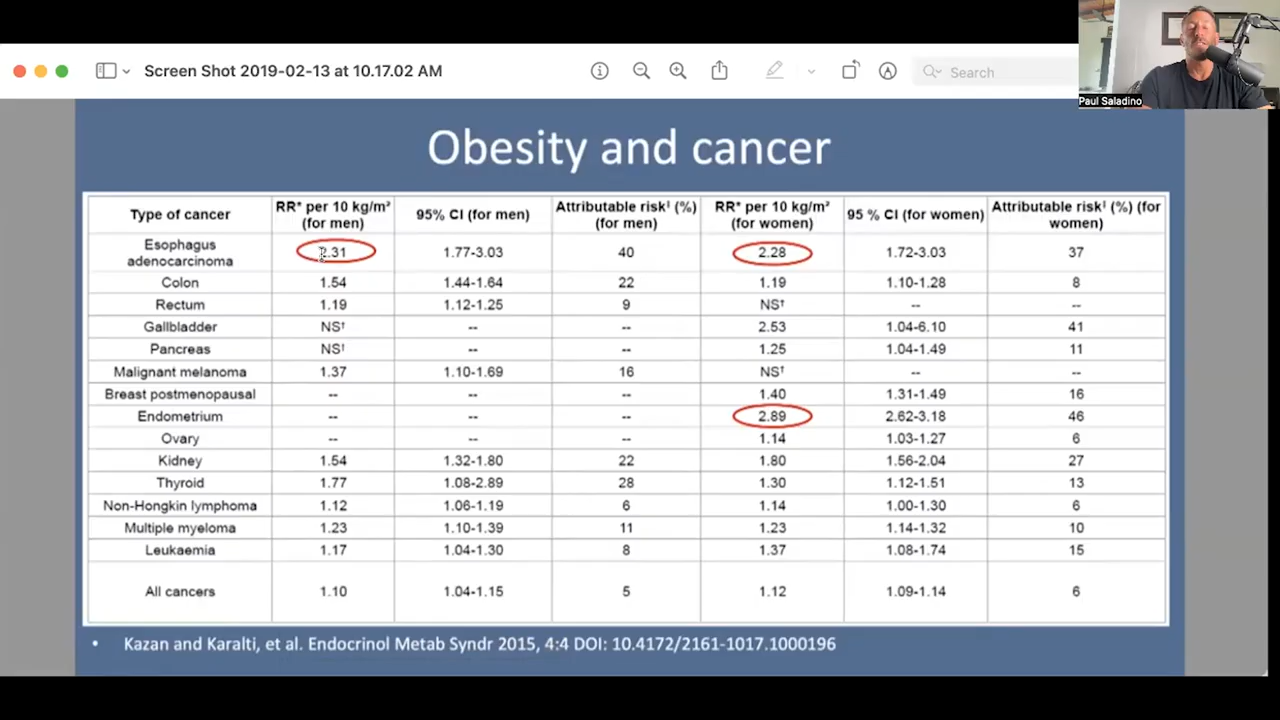 Screen Shot 2019-02-13 at 10.17.02 AM
Search
Paul Saladino
Obesity and cancer
Type of cancer RR* per 10 kg/m² (for men) 95% CI (for men) Attributable risk‡ (%) (for men) RR* per 10 kg/m² (for women) 95 % CI (for women) Attributable risk‡ (%) (for women)
Esophagus adenocarcinoma 2.31 1.77-3.03 40 2.28 1.72-3.03 37
Colon 1.54 1.44-1.64 22 1.19 1.10-1.28 8
Rectum 1.19 1.12-1.25 9 NS† -- --
Gallbladder NS† -- -- 2.53 1.04-6.10 41
Pancreas NS† -- -- 1.25 1.04-1.49 11
Malignant melanoma 1.37 1.10-1.69 16 NS† -- --
Breast postmenopausal -- -- -- 1.40 1.31-1.49 16
Endometrium -- -- -- 2.89 2.62-3.18 46
Ovary -- -- -- 1.14 1.03-1.27 6
Kidney 1.54 1.32-1.80 22 1.80 1.56-2.04 27
Thyroid 1.77 1.08-2.89 28 1.30 1.12-1.51 13
Non-Hongkin lymphoma 1.12 1.06-1.19 6 1.14 1.00-1.30 6
Multiple myeloma 1.23 1.10-1.39 11 1.23 1.14-1.32 10
Leukaemia 1.17 1.04-1.30 8 1.37 1.08-1.74 15
All cancers 1.10 1.04-1.15 5 1.12 1.09-1.14 6
• Kazan and Karalti, et al. Endocrinol Metab Syndr 2015, 4:4 DOI: 10.4172/2161-1017.1000196